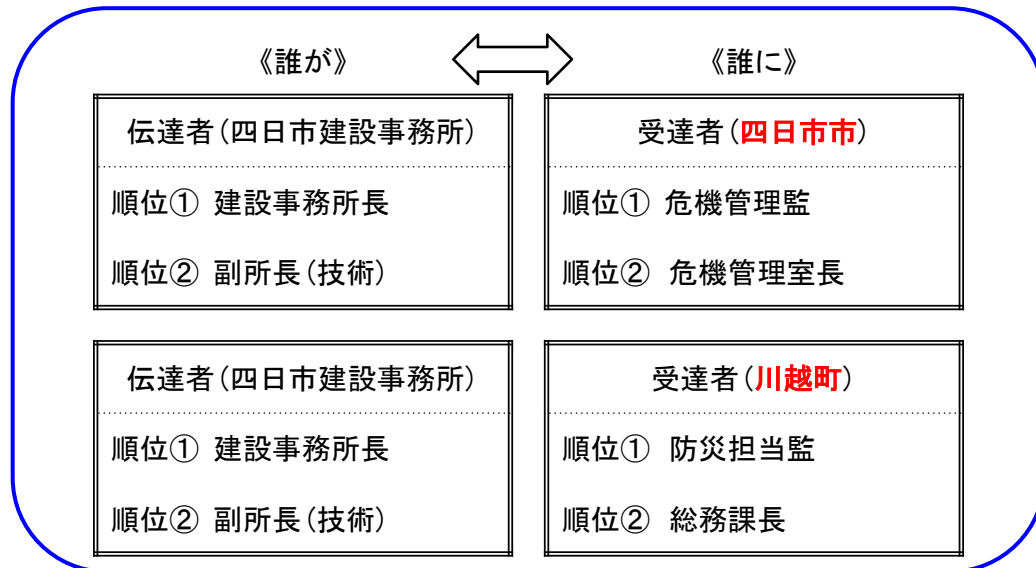 《誰が》 《誰に》
伝達者(四日市建設事務所)
順位① 建設事務所長
順位② 副所長(技術)
受達者(四日市市)
順位① 危機管理監
順位② 危機管理室長
伝達者(四日市建設事務所)
順位① 建設事務所長
順位② 副所長(技術)
受達者(川越町)
順位① 防災担当監
順位② 総務課長